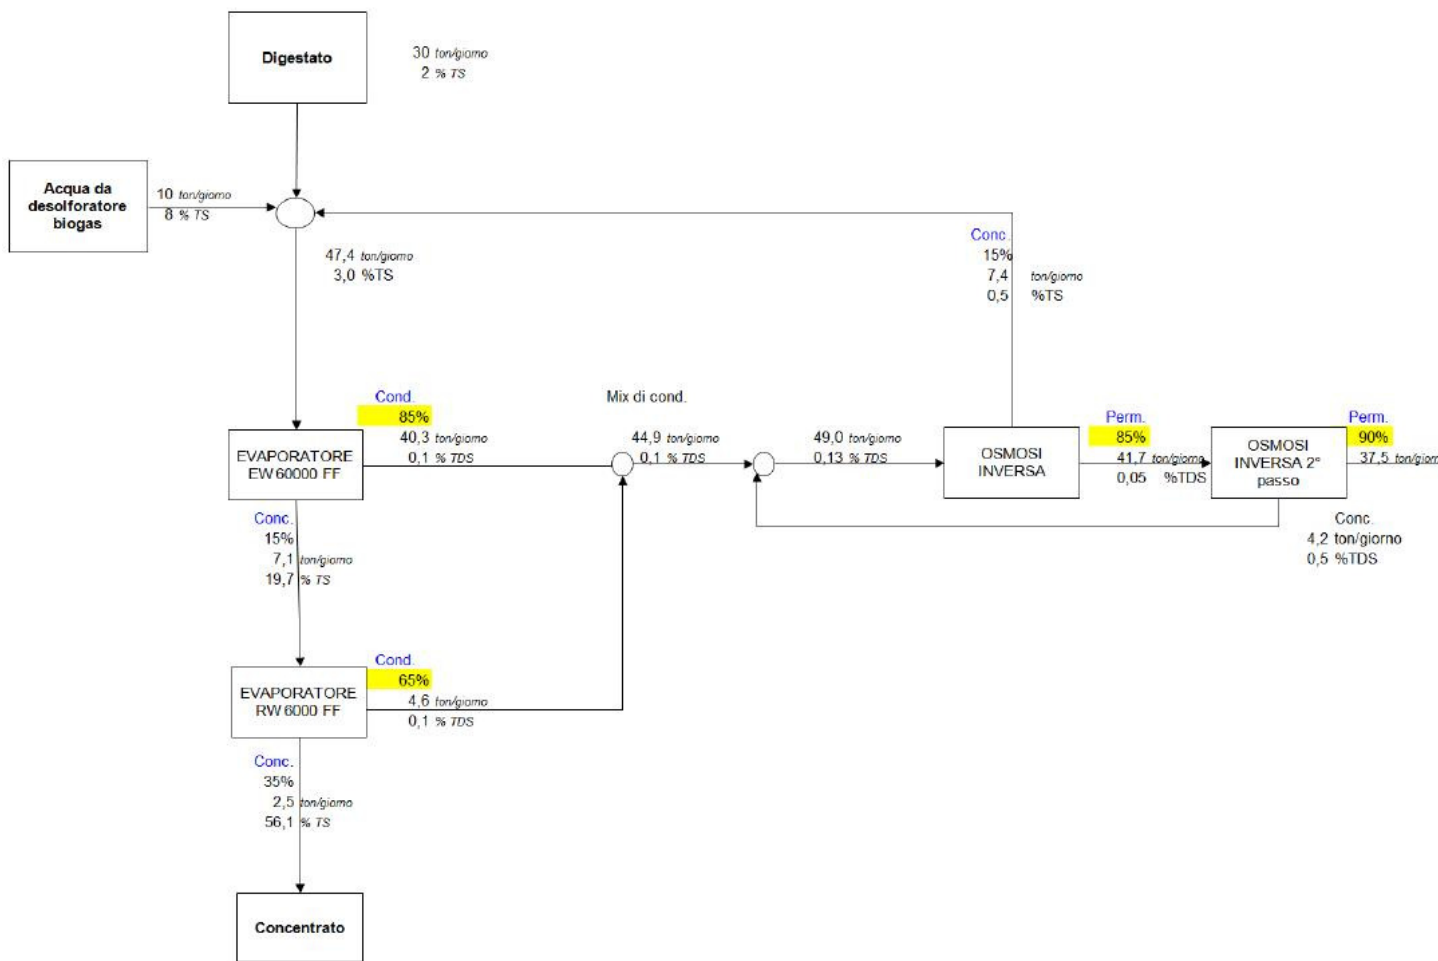 Digestato
30 ton/giorno
2 % TS
Acqua da
desolforatore
biogas
10 ton/giorno
8 % TS
47,4 ton/giorno
3,0 %TS
Conc.
15%
7,4 ton/giorno
0,5 %TS
Cond.
85%
40,3 ton/giorno
0,1 % TDS
EVAPORATORE
EW 60000 FF
Mix di cond.
44,9 ton/giorno
0,1 % TDS
49,0 ton/giorno
0,13 % TDS
OSMOSI
INVERSA
Perm.
85%
41,7 ton/giorno
0,05 %TDS
OSMOSI
INVERSA 2°
passo
Perm.
90%
37,5 ton/giorn
Conc.
4,2 ton/giorno
0,5 %TDS
Conc.
15%
7,1 ton/giorno
19,7 % TS
EVAPORATORE
RW 6000 FF
Cond.
65%
4,6 ton/giorno
0,1 % TDS
Conc.
35%
2,5 ton/giorno
56,1 % TS
Concentrato